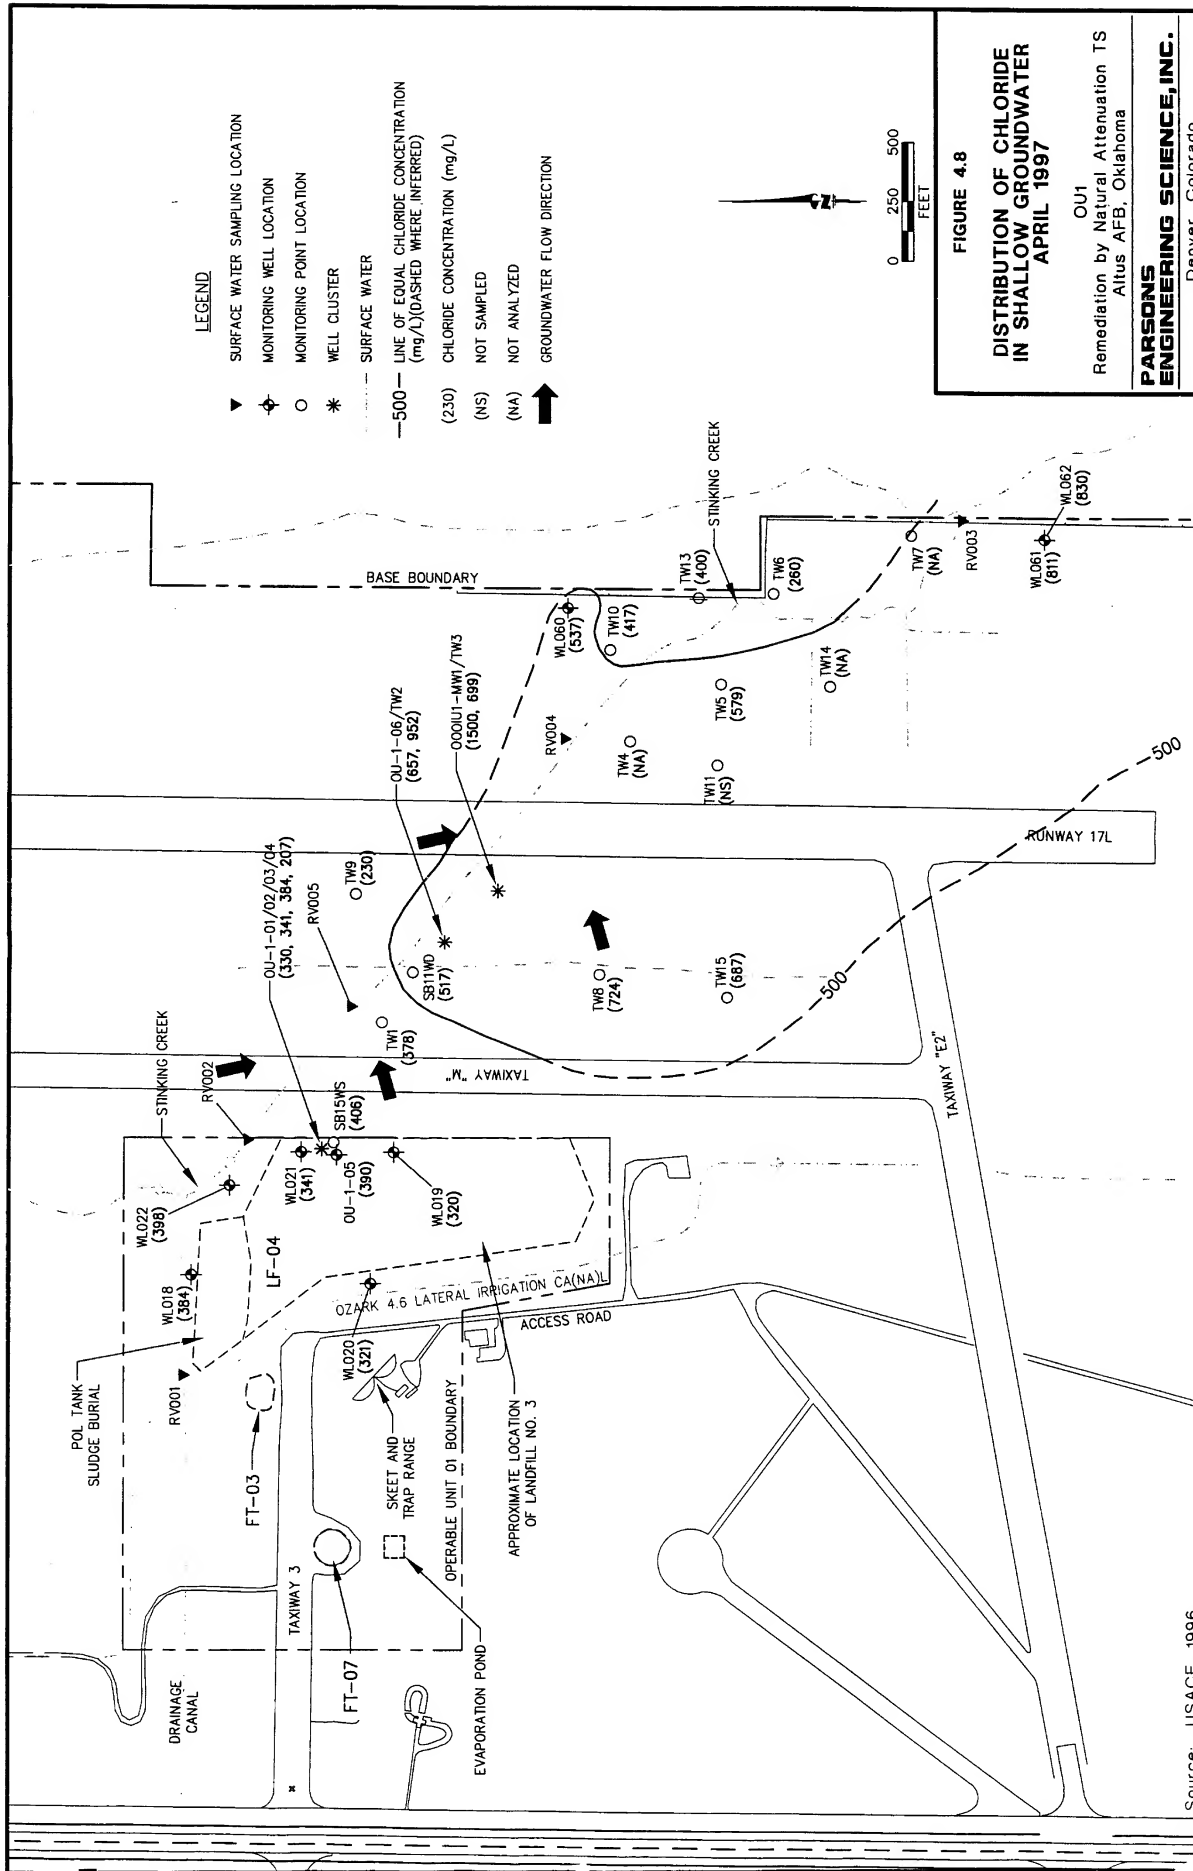 LEGEND
SURFACE WATER SAMPLING LOCATION
MONITORING WELL LOCATION
MONITORING POINT LOCATION
WELL CLUSTER
SURFACE WATER
—500— LINE OF EQUAL CHLORIDE CONCENTRATION
(mg/L)(DASHED WHERE INFERRED)
(230) CHLORIDE CONCENTRATION (mg/L)
(NS) NOT SAMPLED
(NA) NOT ANALYZED
GROUNDWATER FLOW DIRECTION
N
0 250 500
FEET
FIGURE 4.8
DISTRIBUTION OF CHLORIDE
IN SHALLOW GROUNDWATER
APRIL 1997
OU1
Remediation by Natural Attenuation TS
Altus AFB, Oklahoma
PARSONS
ENGINEERING SCIENCE, INC.
Denver, Colorado
POL TANK
SLUDGE BURIAL
RV001
WL018
(384)
WL022
(398)
STINKING CREEK
RV002
OU-1-01/02/03/04
(330, 341, 384, 207)
RV005
TW9
(230)
OU-1-06/TW2
(657, 952)
OOOIU1-MW1/TW3
(1500, 699)
RV004
WL060
(537)
BASE BOUNDARY
TW10
(417)
TW13
(400)
STINKING CREEK
TW6
(260)
TW7
(NA)
RV003
WL061
(811)
WL062
(830)
TW14
(NA)
TW5
(579)
TW4
(NA)
TW11
(NS)
500
RUNWAY 17L
SB11WD
(517)
TW8
(724)
TW15
(687)
500
TW1
(378)
TAXIWAY "M"
TAXIWAY "E2"
SB15WS
(406)
WL021
(341)
OU-1-05
(390)
WL019
(320)
LF-04
WL020
(321)
OZARK 4.6 LATERAL IRRIGATION CA(NA)L
ACCESS ROAD
FT-03
SKEET AND
TRAP RANGE
OPERABLE UNIT 01 BOUNDARY
APPROXIMATE LOCATION
OF LANDFILL NO. 3
TAXIWAY 3
FT-07
EVAPORATION POND
DRAINAGE
CANAL
x
Source: USACE, 1996